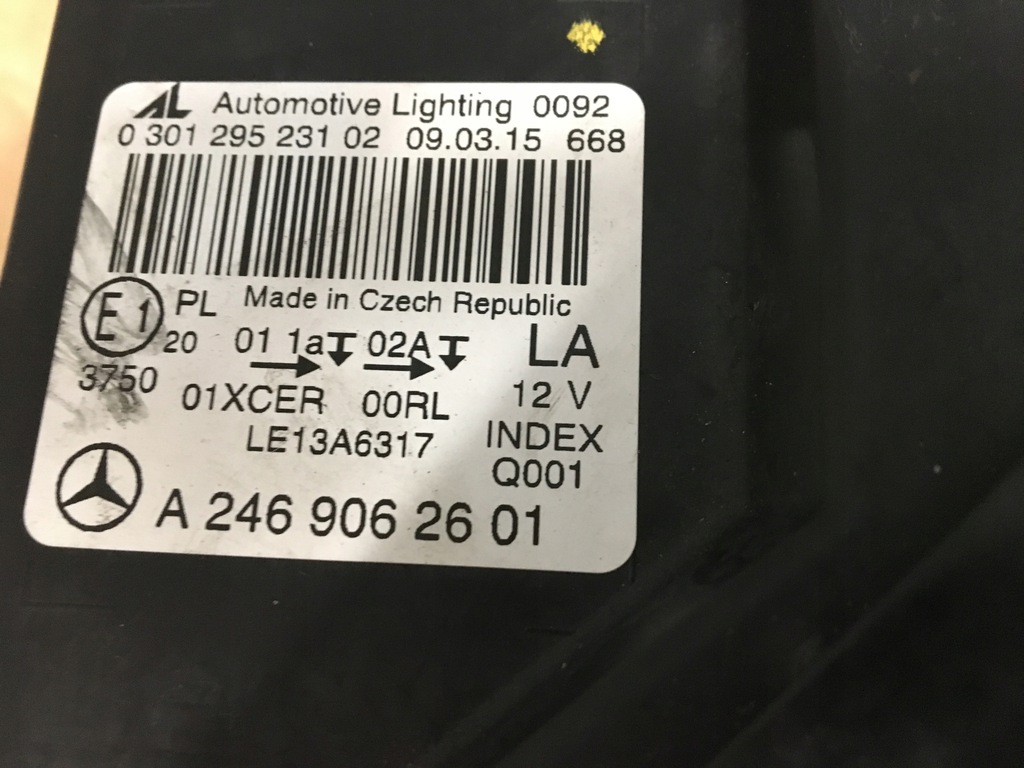 AL Automotive Lighting 0092
0 301 295 231 02 09.03.15 668
E1 PL Made in Czech Republic
20 01 1a 02A LA
3750
01XCER 00RL 12 V
LE13A6317 INDEX
Q001
A 246 906 26 01